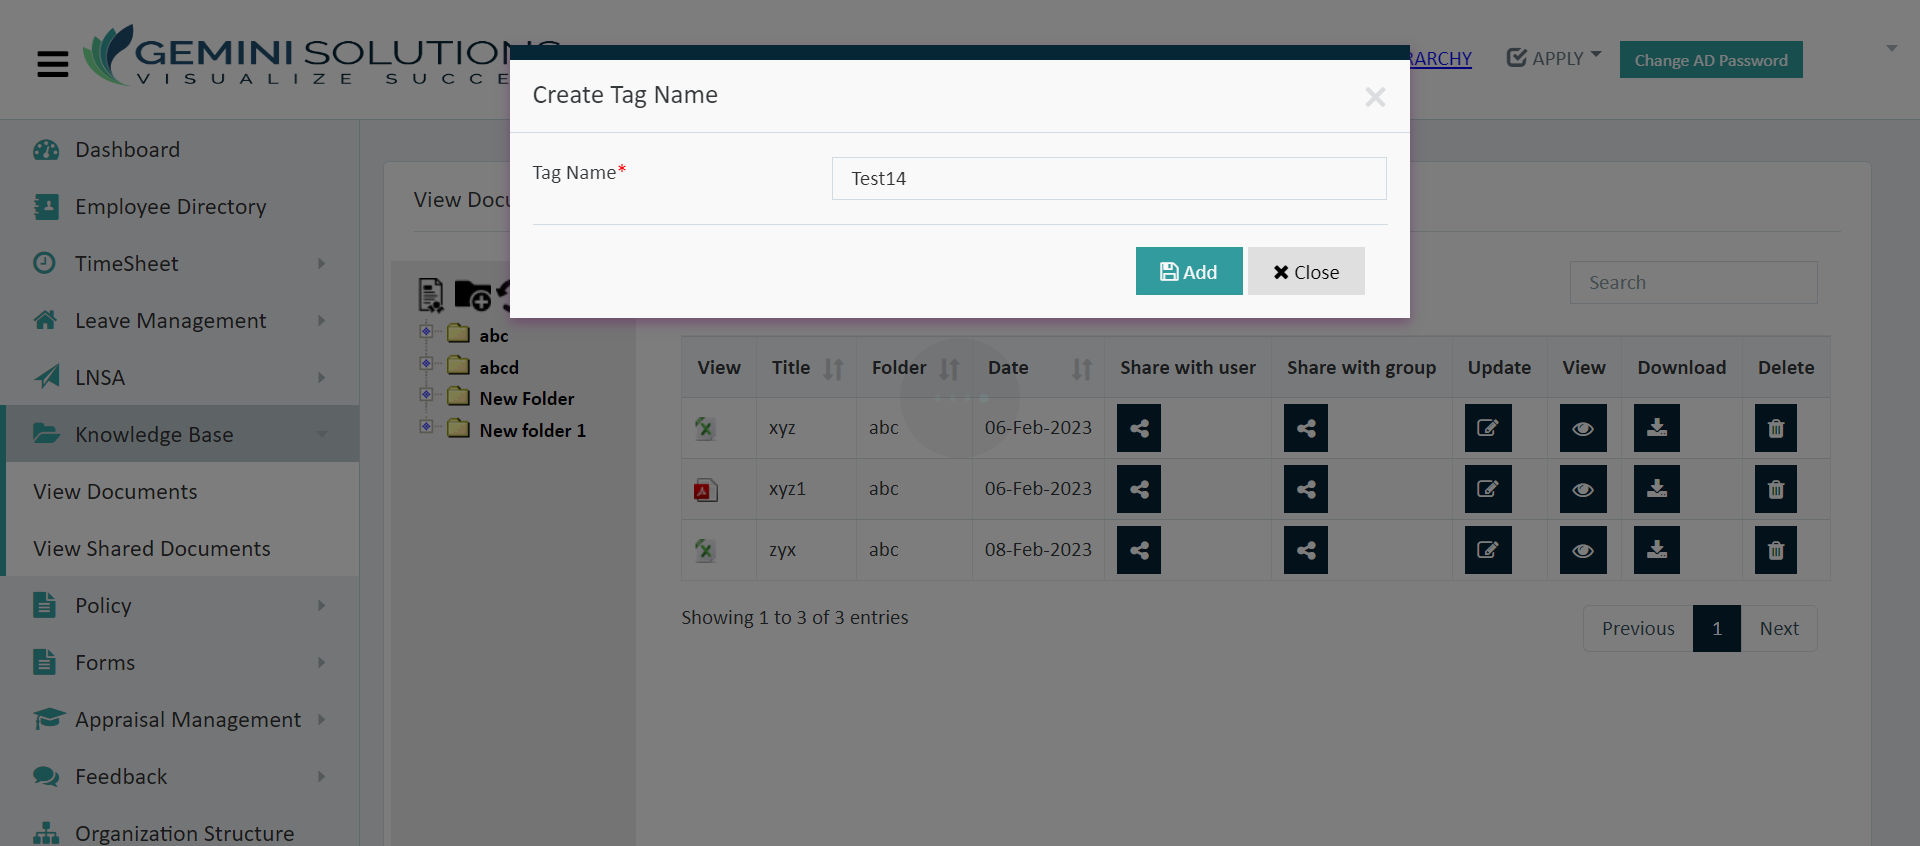 GEMINI SOLUTIONS
VISUALIZE SUCCE
RARCHY
APPLY
Change AD Password
Create Tag Name
×
Tag Name*
Test14
Add
Close
Dashboard
Employee Directory
TimeSheet
Leave Management
LNSA
Knowledge Base
View Documents
View Shared Documents
Policy
Forms
Appraisal Management
Feedback
Organization Structure
View Docu
abc
abcd
New Folder
New folder 1
Search
View Title Folder Date Share with user Share with group Update View Download Delete
xyz abc 06-Feb-2023
xyz1 abc 06-Feb-2023
zyx abc 08-Feb-2023
Showing 1 to 3 of 3 entries
Previous 1 Next